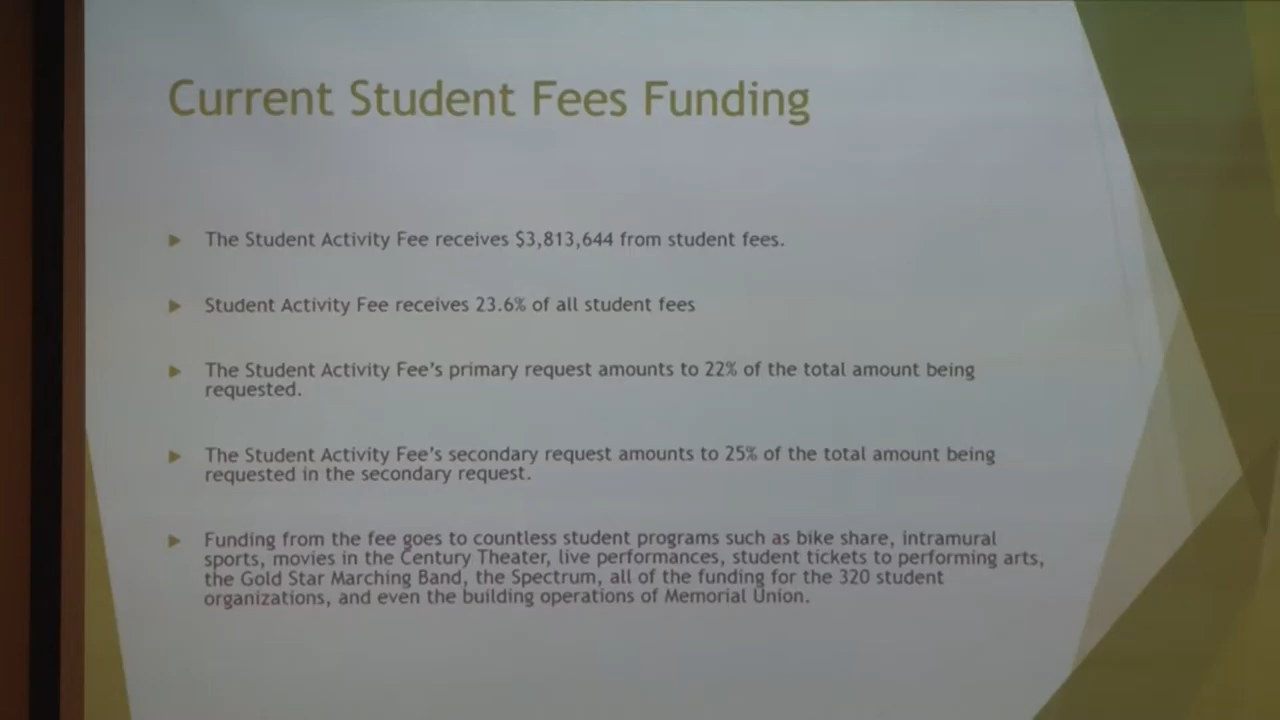 Current Student Fees Funding
The Student Activity Fee receives $3,813,644 from student fees.
Student Activity Fee receives 23.6% of all student fees
The Student Activity Fee's primary request amounts to 22% of the total amount being
requested.
The Student Activity Fee's secondary request amounts to 25% of the total amount being
requested in the secondary request.
Funding from the fee goes to countless student programs such as bike share, intramural
sports, movies in the Century Theater, live performances, student tickets to performing arts,
the Gold Star Marching Band, the Spectrum, all of the funding for the 320 student
organizations, and even the building operations of Memorial Union.